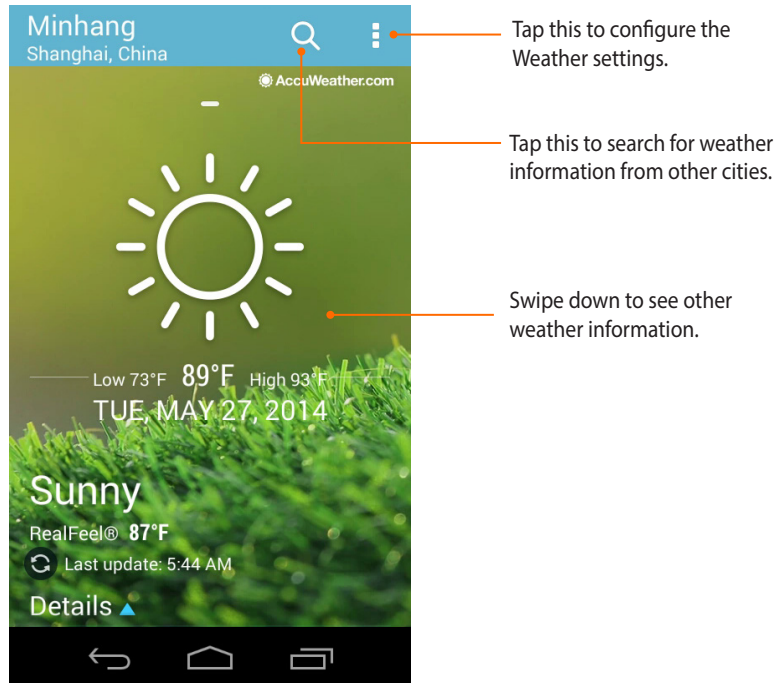 Minhang
Shanghai, China
AccuWeather.com
Low 73°F 89°F High 93°F
TUE, MAY 27, 2014
Sunny
RealFeel® 87°F
Last update: 5:44 AM
Details
Tap this to configure the
Weather settings.
Tap this to search for weather
information from other cities.
Swipe down to see other
weather information.